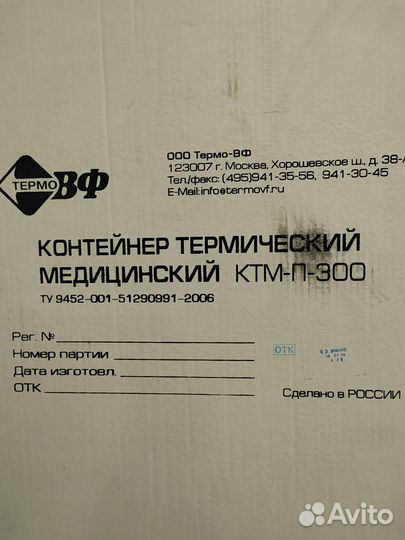 ТЕРМО ВФ
ООО Термо-ВФ
123007 г. Москва, Хорошевское ш., д. 38-А
Тел/факс: (495)941-35-56, 941-30-45
E-Mail:info@termovf.ru
КОНТЕЙНЕР ТЕРМИЧЕСКИЙ
МЕДИЦИНСКИЙ КТМ-П-300
ТУ 9452-001-51290991-2006
Рег. №
Номер партии
Дата изготовл.
ОТК
ОТК
Сделано в РОССИИ
Avito